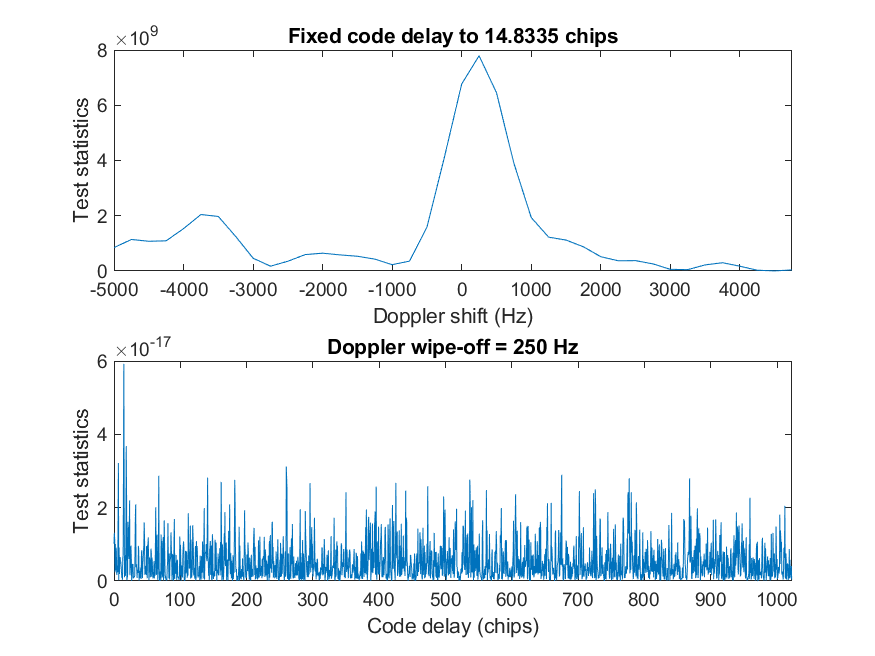 Fixed code delay to 14.8335 chips
×10^9
8
6
4
2
0
Test statistics
-5000 -4000 -3000 -2000 -1000 0 1000 2000 3000 4000
Doppler shift (Hz)
Doppler wipe-off = 250 Hz
×10^-17
6
4
2
0
Test statistics
0 100 200 300 400 500 600 700 800 900 1000
Code delay (chips)